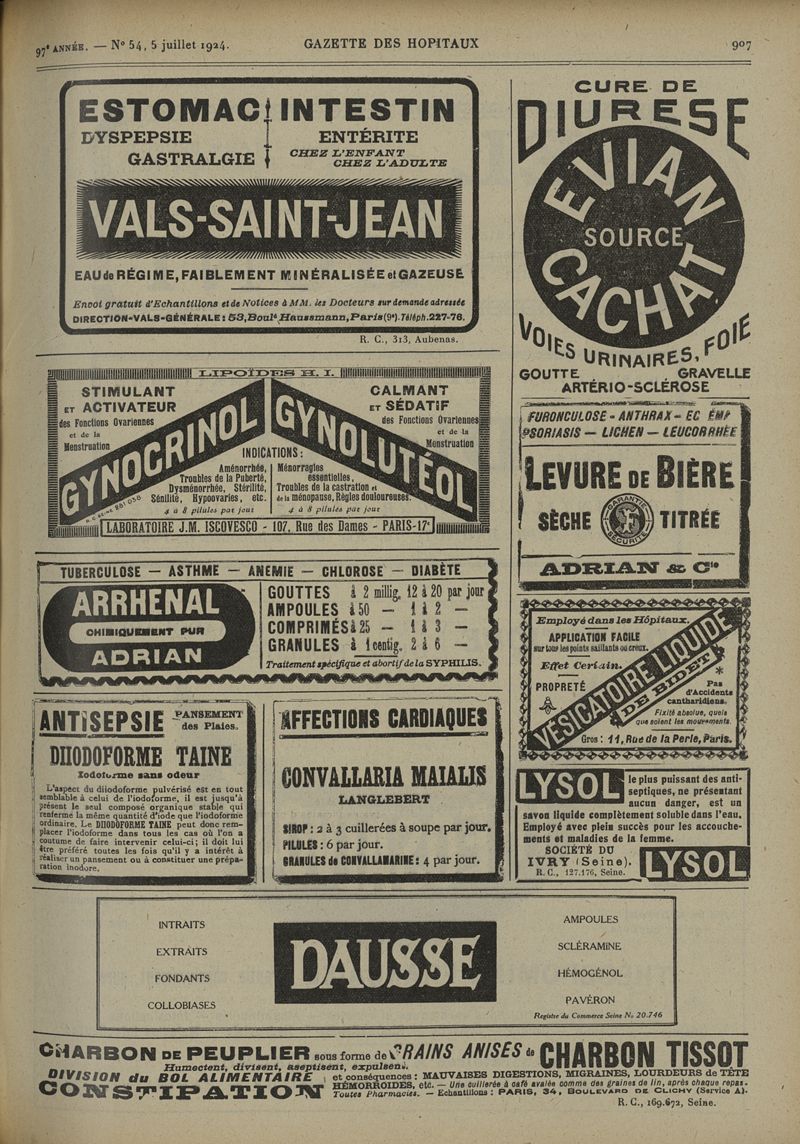 97e ANNÉE. — No 54, 5 juillet 1924.
GAZETTE DES HOPITAUX
907
ESTOMAC INTESTIN
DYSPEPSIE
GASTRALGIE
ENTÉRITE
CHEZ L'ENFANT
CHEZ L'ADULTE
VALS-SAINT-JEAN
EAU de RÉGIME, FAIBLEMENT MINÉRALISÉE et GAZEUSE
Envoi gratuit d'Echantillons et de Notices à MM. les Docteurs sur demande adressée
DIRECTION-VALS-GÉNÉRALE: 53, Boulᵈ Haussmann, Paris (9ᵉ). Téléph. 227-76.
R. C., 313, Aubenas.
CURE DE
DIURESE
EVIAN
SOURCE
CACHAT
VOIES URINAIRES, FOIE
GOUTTE GRAVELLE
ARTÉRIO-SCLÉROSE
LIPOÏDES H. I.
STIMULANT
ET ACTIVATEUR
des Fonctions Ovariennes
et de la
Menstruation
GYNOCRINOL
GYNOLUTÉOL
CALMANT
ET SÉDATIF
des Fonctions Ovariennes
et de la
Menstruation
INDICATIONS:
Aménorrhée,
Troubles de la Puberté,
Dysménorrhée, Stérilité,
Sénilité, Hypoovaries, etc.
4 à 8 pilules par jour
Ménorragies
essentielles,
Troubles de la castration et
de la ménopause, Règles douloureuses.
4 à 8 pilules par jour
LABORATOIRE J.M. ISCOVESCO - 107, Rue des Dames - PARIS-17ᵉ
FURONCULOSE - ANTHRAX - EC
PSORIASIS — LICHEN — LEUCORRHÉE
LEVURE DE BIÈRE
SÈCHE
GARANTIE
SÉCURITÉ
TITRÉE
ADRIAN & Cie
TUBERCULOSE — ASTHME — ANEMIE — CHLOROSE — DIABÈTE
ARRHENAL
CHIMIQUEMENT PUR
ADRIAN
GOUTTES à 2 millig. 12 à 20 par jour
AMPOULES à 50 — 1 à 2 —
COMPRIMÉS à 25 — 1 à 3 —
GRANULES à 1 centig. 2 à 6 —
Traitement spécifique et abortif de la SYPHILIS.
Employé dans les Hôpitaux.
APPLICATION FACILE
sur tous les points saillants ou creux.
Effet Certain.
PROPRETÉ
VÉSICATOIRE LIQUIDE
DE BIDET
Pas
d'Accidents
cantharidiens.
Fixité absolue, quels
que soient les mouvements.
Gros: 11, Rue de la Perle, Paris.
ANTISEPSIE PANSEMENT
des Plaies.
DIIODOFORME TAINE
Iodoforme sans odeur
L'aspect du diiodoforme pulvérisé est en tout
semblable à celui de l'iodoforme, il est jusqu'à
présent le seul composé organique stable qui
renferme la même quantité d'iode que l'iodoforme
ordinaire. Le DIIODOFORME TAINE peut donc rem-
placer l'iodoforme dans tous les cas où l'on a
coutume de faire intervenir celui-ci; il doit lui
être préféré toutes les fois qu'il y a intérêt à
réaliser un pansement ou à constituer une prépa-
ration inodore.
AFFECTIONS CARDIAQUES
CONVALLARIA MAIALIS
LANGLEBERT
SIROP: 2 à 3 cuillerées à soupe par jour.
PILULES: 6 par jour.
GRANULES de CONVALLAMARINE: 4 par jour.
LYSOL le plus puissant des anti-
septiques, ne présentant
aucun danger, est un
savon liquide complètement soluble dans l'eau.
Employé avec plein succès pour les accouche-
ments et maladies de la femme.
SOCIÉTÉ DU
IVRY (Seine).
R. C., 127.176, Seine.
LYSOL
INTRAITS
EXTRAITS
FONDANTS
COLLOBIASES
DAUSSE
AMPOULES
SCLÉRAMINE
HÉMOGÉNOL
PAVÉRON
Registre du Commerce Seine No 20.746
CHARBON DE PEUPLIER sous forme de GRAINS ANISES de CHARBON TISSOT
Humectent, divisent, aseptisent, expulsent.
DIVISION du BOL ALIMENTAIRE et conséquences: MAUVAISES DIGESTIONS, MIGRAINES, LOURDEURS de TÊTE
CONSTIPATION HÉMORROÏDES, etc. — Une cuillerée à café avalée comme des graines de lin, après chaque repas.
Toutes Pharmacies. — Echantillons: PARIS, 34, BOULEVARD DE CLICHY (Service A).
R. C., 169.672, Seine.